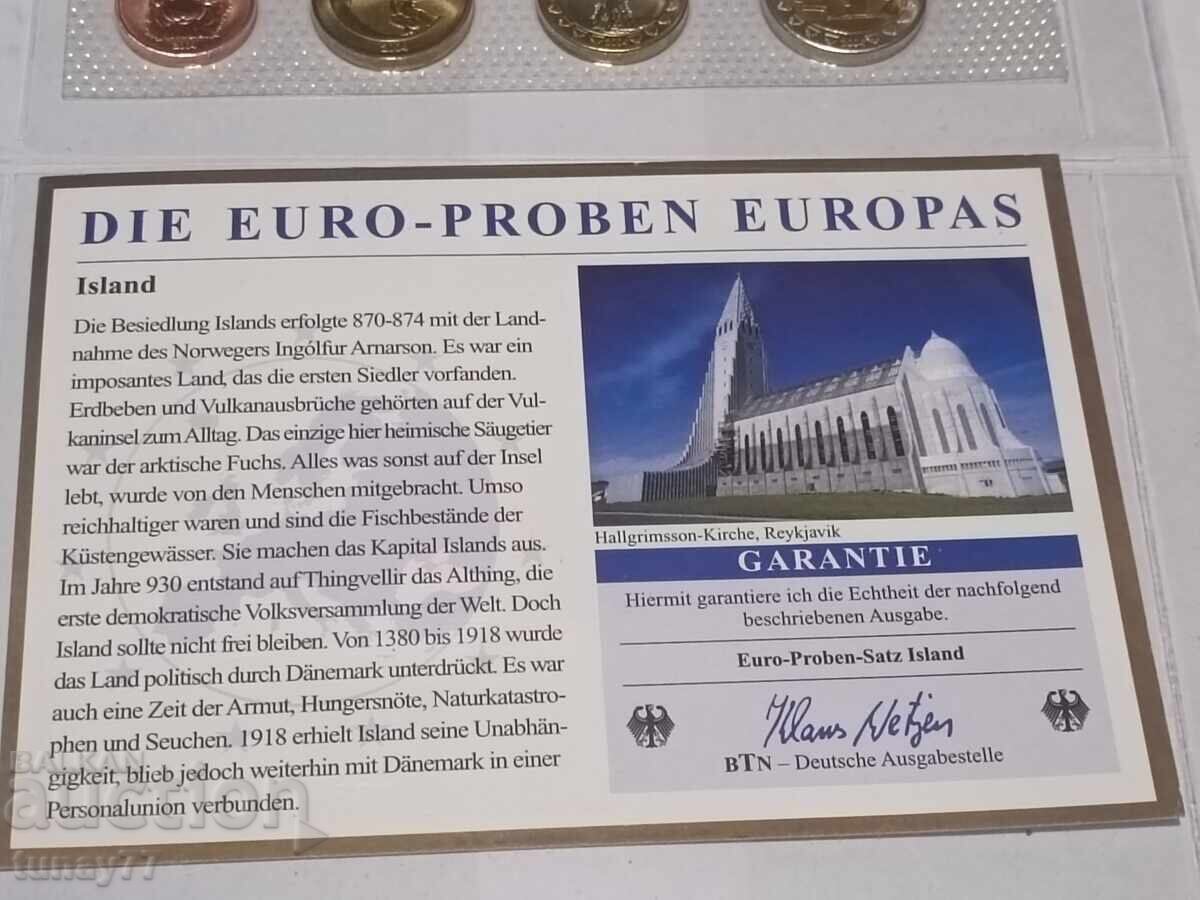 DIE EURO-PROBEN EUROPAS
Island
Die Besiedlung Islands erfolgte 870-874 mit der Land-
nahme des Norwegers Ingólfur Arnarson. Es war ein
imposantes Land, das die ersten Siedler vorfanden.
Erdbeben und Vulkanausbrüche gehörten auf der Vul-
kaninsel zum Alltag. Das einzige hier heimische Säugetier
war der arktische Fuchs. Alles was sonst auf der Insel
lebt, wurde von den Menschen mitgebracht. Umso
reichhaltiger waren und sind die Fischbestände der
Küstengewässer. Sie machen das Kapital Islands aus.
Im Jahre 930 entstand auf Thingvellir das Althing, die
erste demokratische Volksversammlung der Welt. Doch
Island sollte nicht frei bleiben. Von 1380 bis 1918 wurde
das Land politisch durch Dänemark unterdrückt. Es war
auch eine Zeit der Armut, Hungersnöte, Naturkatastro-
phen und Seuchen. 1918 erhielt Island seine Unabhän-
gigkeit, blieb jedoch weiterhin mit Dänemark in einer
Personalunion verbunden.
Hallgrimsson-Kirche, Reykjavik
GARANTIE
Hiermit garantiere ich die Echtheit der nachfolgend
beschriebenen Ausgabe.
Euro-Proben-Satz Island
Klaus Netzen
BTN – Deutsche Ausgabestelle
BALKAN
auction
tunay77